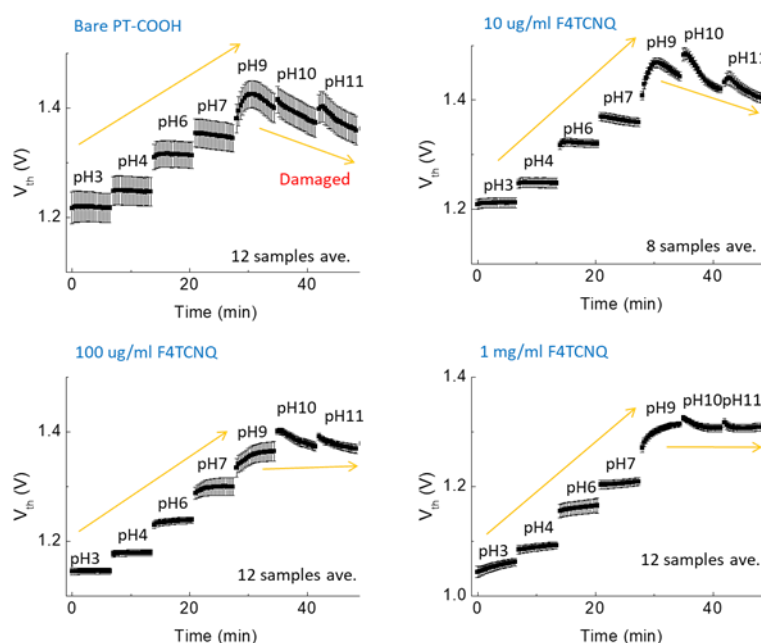 Bare PT-COOH
Vth (V)
1.4
1.2
pH3
pH4
pH6
pH7
pH9
pH10
pH11
Damaged
12 samples ave.
0
20
40
Time (min)
10 ug/ml F4TCNQ
Vth (V)
1.4
1.2
pH3
pH4
pH6
pH7
pH9
pH10
pH11
8 samples ave.
0
20
40
Time (min)
100 ug/ml F4TCNQ
Vth (V)
1.4
1.2
pH3
pH4
pH6
pH7
pH9
pH10
pH11
12 samples ave.
0
20
40
Time (min)
1 mg/ml F4TCNQ
Vth (V)
1.4
1.2
1.0
pH3
pH4
pH6
pH7
pH9
pH10
pH11
12 samples ave.
0
20
40
Time (min)